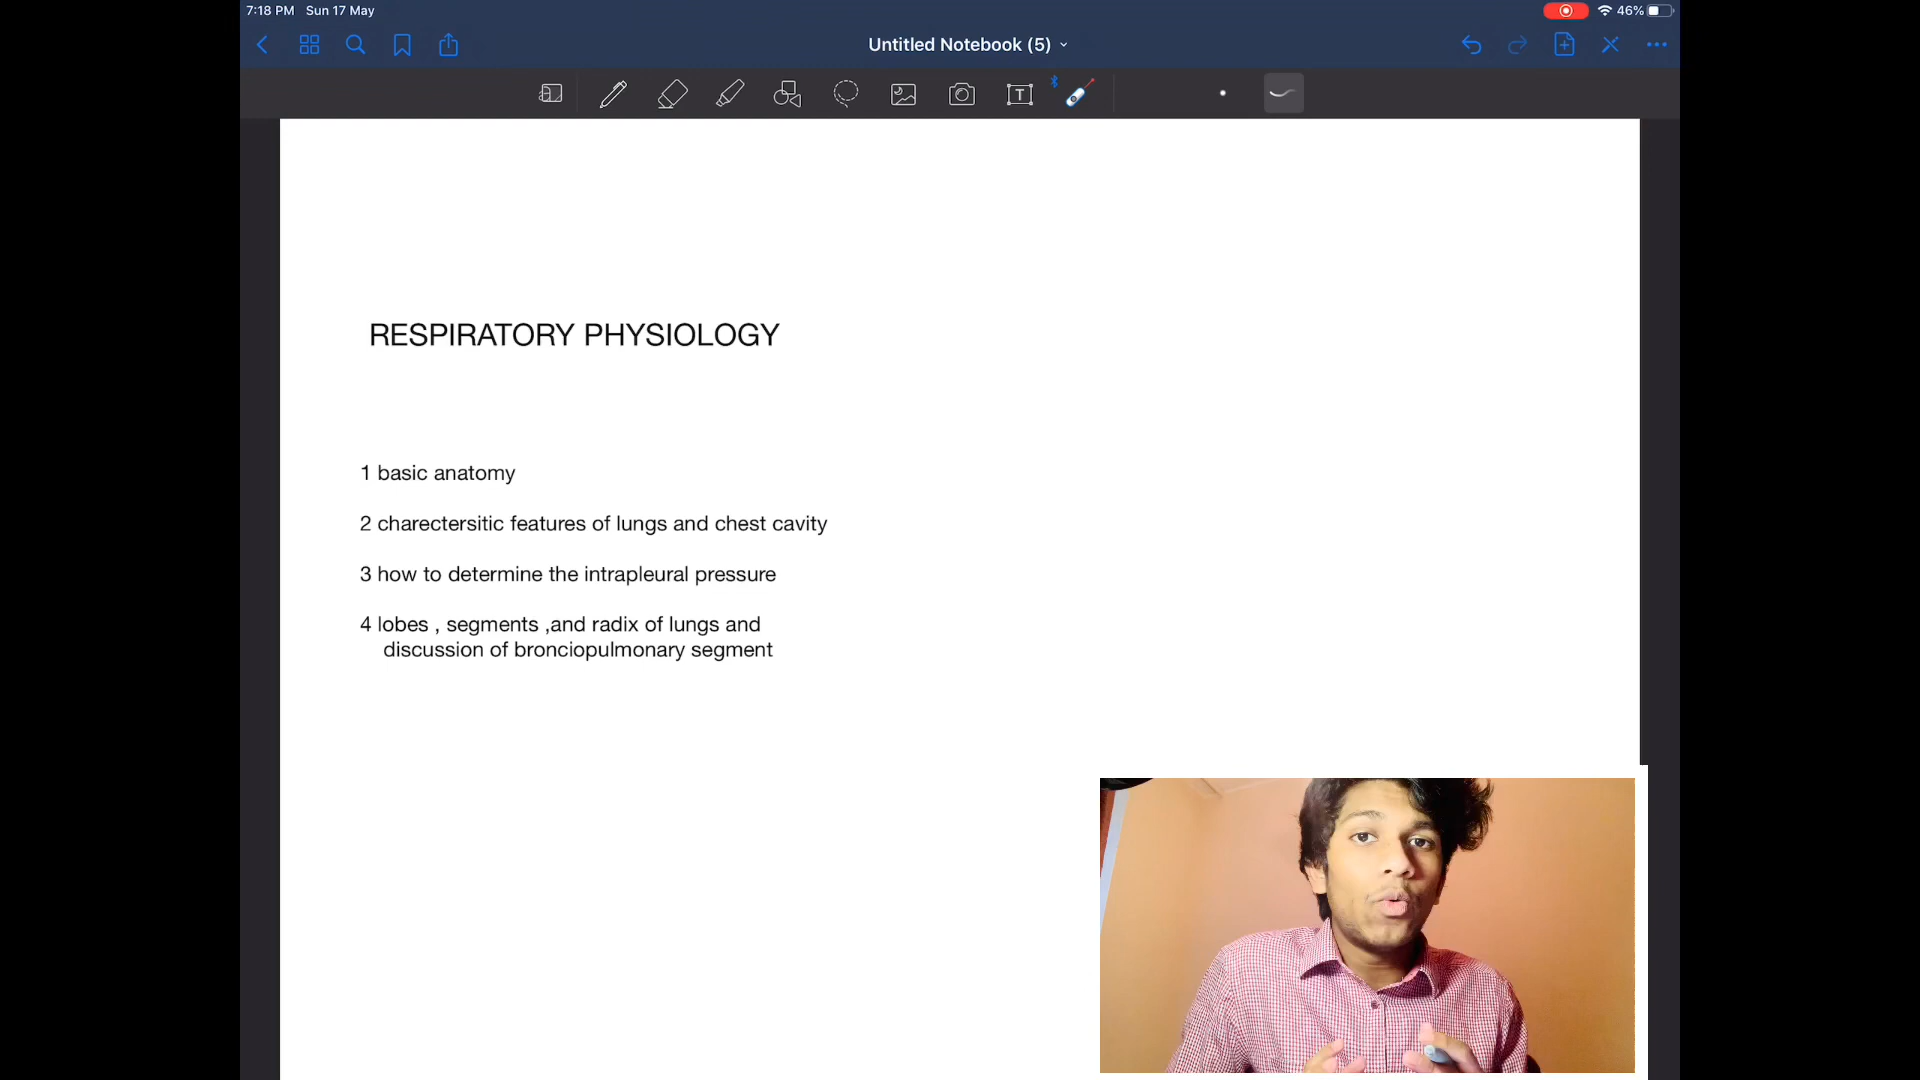 7:18 PM Sun 17 May
46%
Untitled Notebook (5)
T
RESPIRATORY PHYSIOLOGY
1 basic anatomy
2 charectersitic features of lungs and chest cavity
3 how to determine the intrapleural pressure
4 lobes , segments ,and radix of lungs and
discussion of bronciopulmonary segment